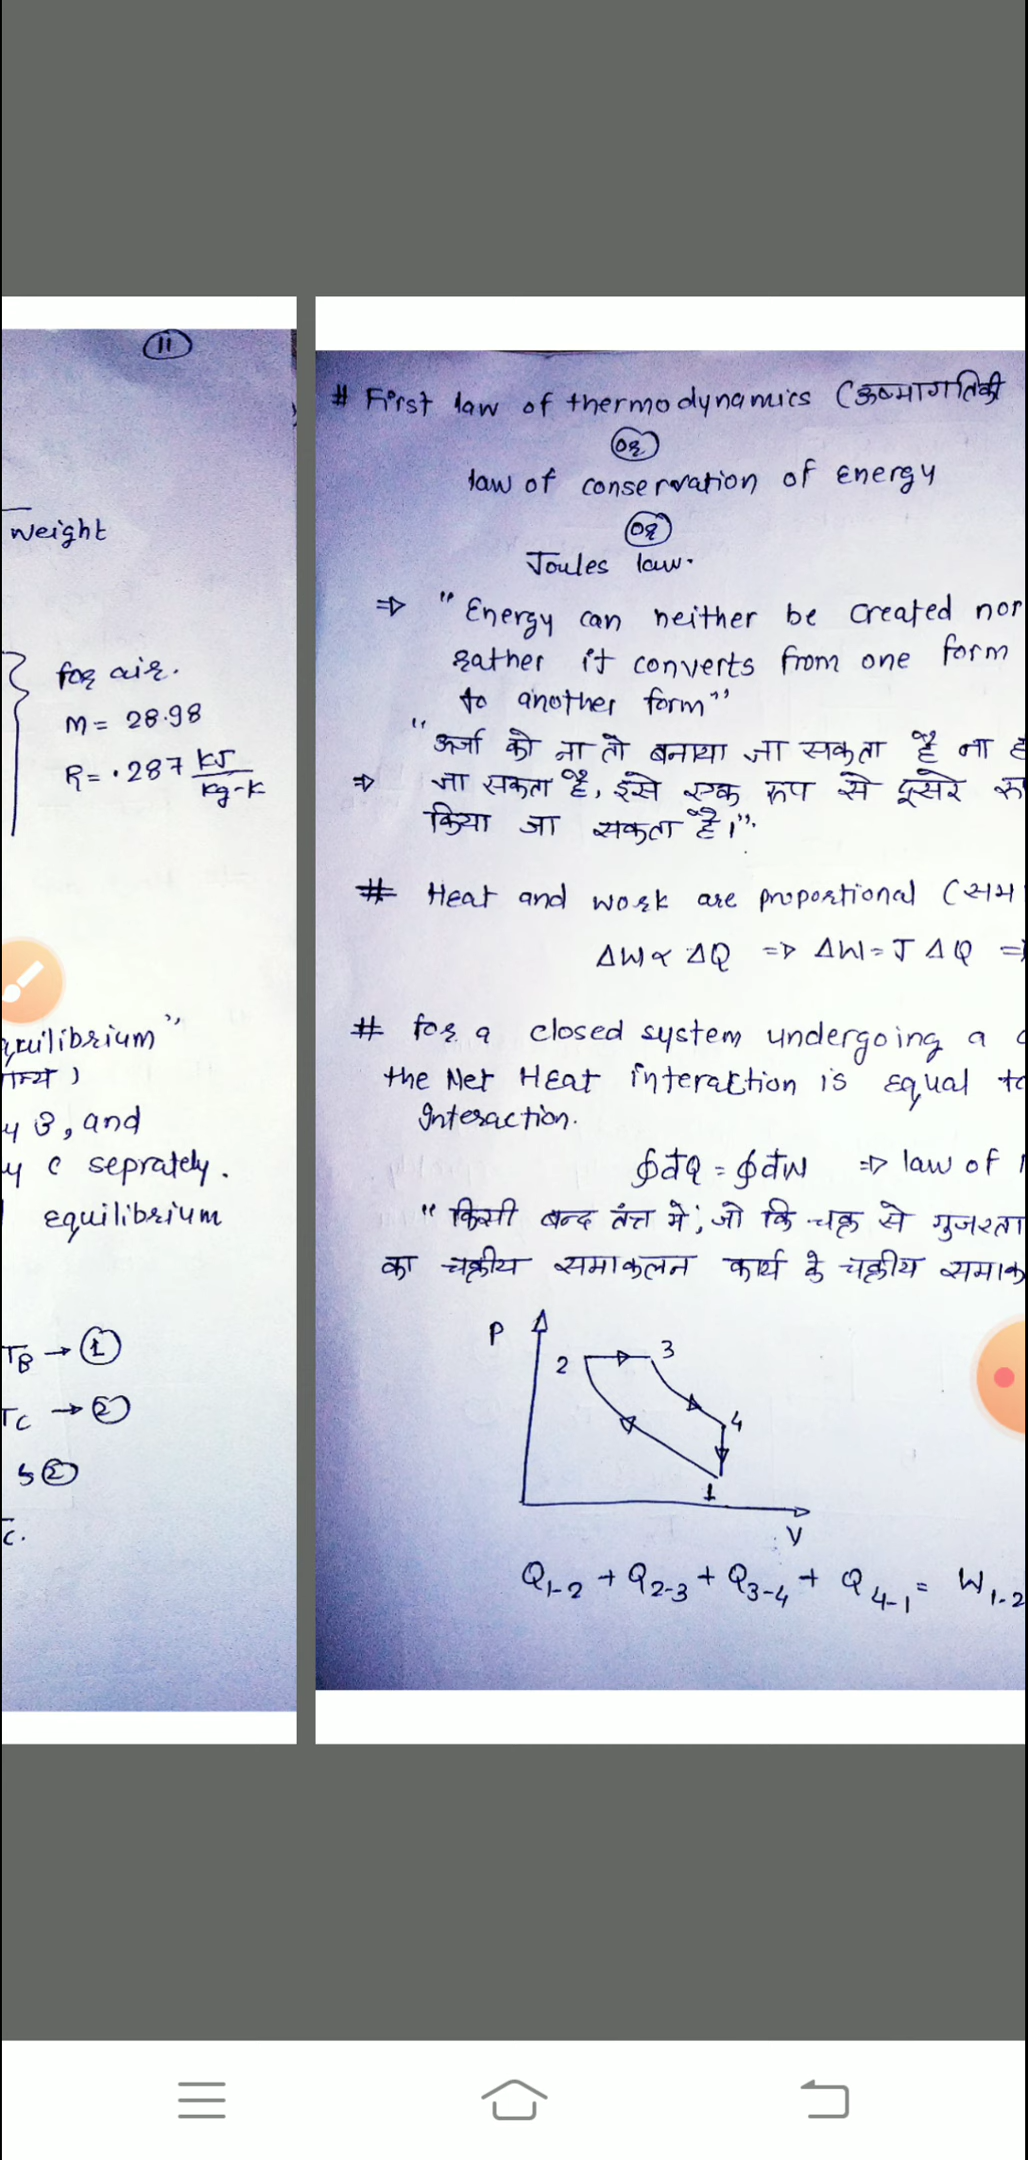 11
Weight
for air.
M = 28.98
R = .287 KJ/Kg-K
equilibrium"
y B, and
y C seprately.
equilibrium
TB → 1
TC → 2
2
C.
# First law of thermodynamics (ऊष्मागतिकी
Or
law of conservation of Energy
Or
Joules law.
⇒ "Energy can neither be created nor
rather it converts from one form
to another form"
"ऊर्जा को ना तो बनाया जा सकता है ना
⇒ जा सकता है, इसे एक रूप से दूसरे
किया जा सकता है।".
# Heat and work are proportional (सम
ΔW ∝ ΔQ ⇒ ΔW = J ΔQ ⇒
# for a closed system undergoing a
the Net Heat interaction is equal to
Interaction.
∮đQ = ∮đW ⇒ law of
"किसी बन्द तंत्र में, जो कि चक्र से गुजरता
का चक्रीय समाकलन कार्य के चक्रीय समाक
P
2 3
4
1
V
Q1-2 + Q2-3 + Q3-4 + Q4-1 = W1-2